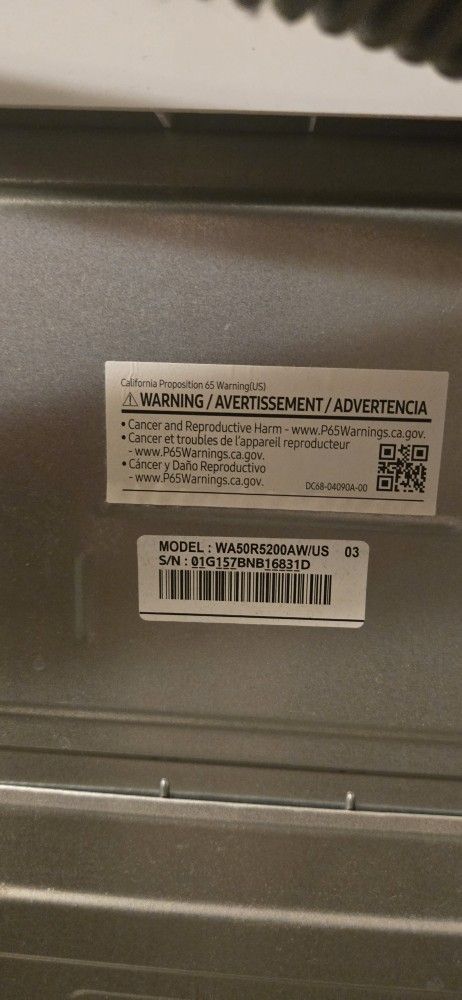 California Proposition 65 Warning(US)
⚠WARNING / AVERTISSEMENT / ADVERTENCIA
• Cancer and Reproductive Harm - www.P65Warnings.ca.gov.
• Cancer et troubles de l'appareil reproducteur
- www.P65Warnings.ca.gov.
• Cáncer y Daño Reproductivo
- www.P65Warnings.ca.gov.
DC68-04090A-00
MODEL : WA50R5200AW/US 03
S/N : 01G157BNB16831D